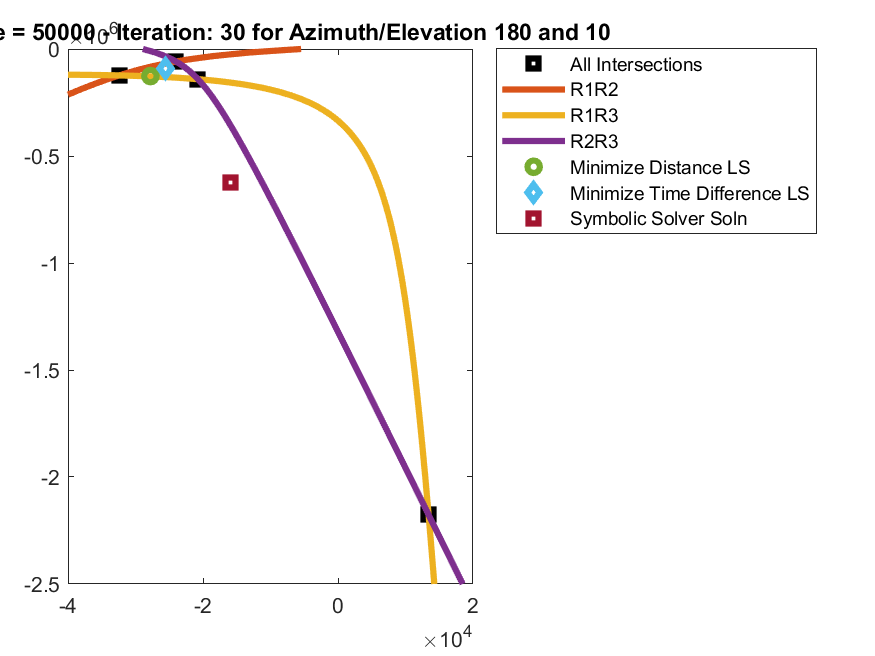 e = 50000 - Iteration: 30 for Azimuth/Elevation 180 and 10
×10^6
0
-0.5
-1
-1.5
-2
-2.5
-4
-2
0
2
×10^4
All Intersections
R1R2
R1R3
R2R3
Minimize Distance LS
Minimize Time Difference LS
Symbolic Solver Soln